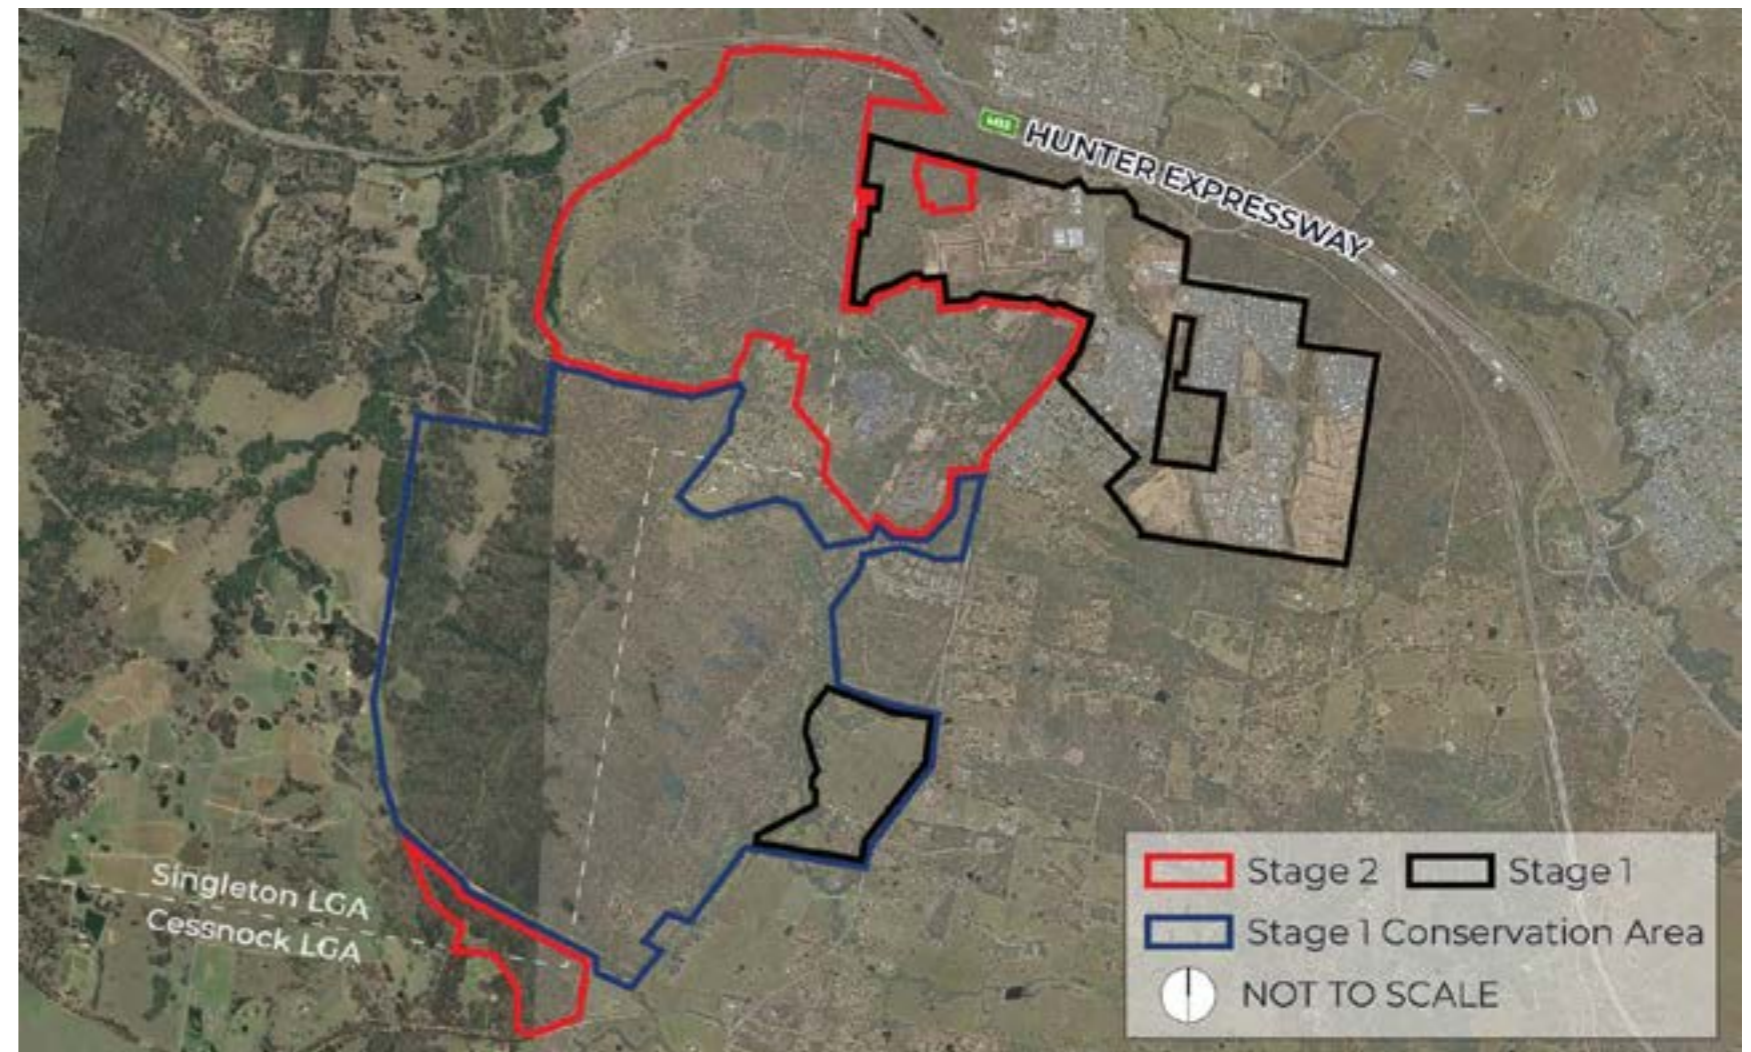 HUNTER EXPRESSWAY
Singleton LGA
Cessnock LGA
Stage 2
Stage 1
Stage 1 Conservation Area
NOT TO SCALE